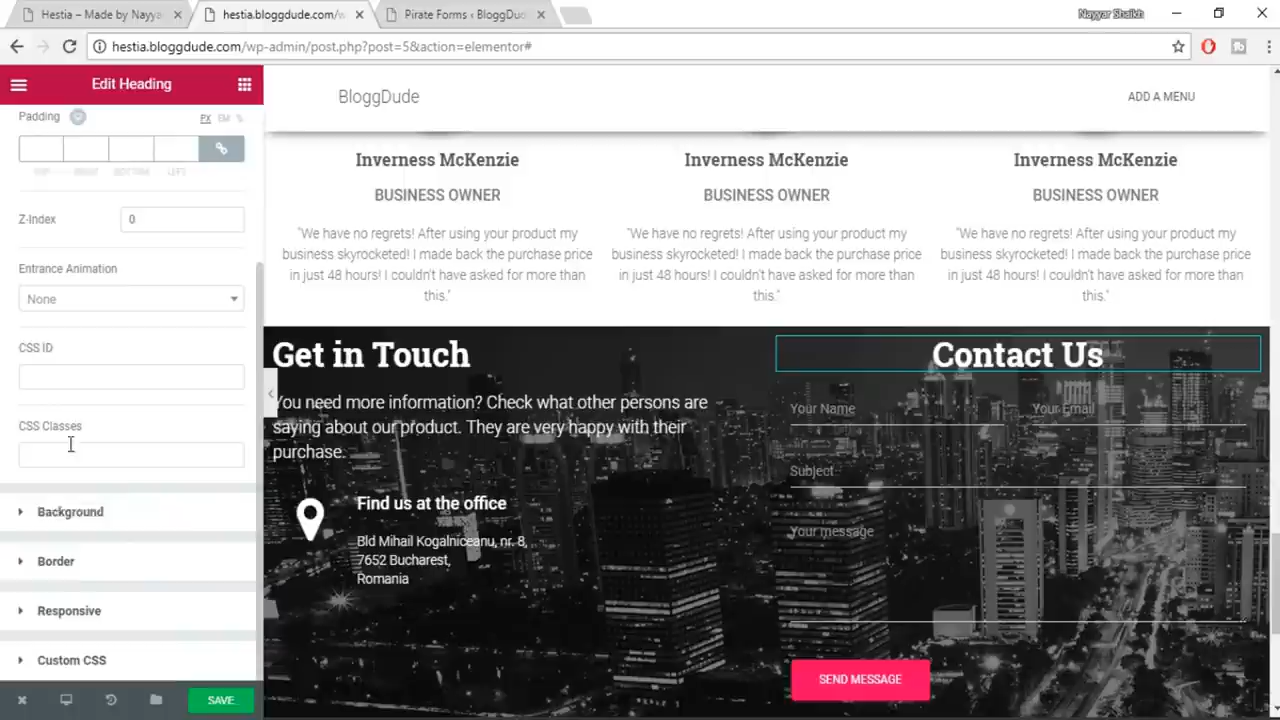 Hestia – Made by Nayya
hestia.bloggdude.com/w
Pirate Forms ‹ BloggDud
Nayyar Shaikh
hestia.bloggdude.com/wp-admin/post.php?post=5&action=elementor#
Edit Heading
Padding
PX EM %
TOP RIGHT BOTTOM LEFT
Z-Index
0
Entrance Animation
None
CSS ID
CSS Classes
Background
Border
Responsive
Custom CSS
SAVE
BloggDude
ADD A MENU
Inverness McKenzie
BUSINESS OWNER
"We have no regrets! After using your product my
business skyrocketed! I made back the purchase price
in just 48 hours! I couldn't have asked for more than
this."
Inverness McKenzie
BUSINESS OWNER
"We have no regrets! After using your product my
business skyrocketed! I made back the purchase price
in just 48 hours! I couldn't have asked for more than
this."
Inverness McKenzie
BUSINESS OWNER
"We have no regrets! After using your product my
business skyrocketed! I made back the purchase price
in just 48 hours! I couldn't have asked for more than
this."
Get in Touch
You need more information? Check what other persons are
saying about our product. They are very happy with their
purchase.
Find us at the office
Bld Mihail Kogalniceanu, nr. 8,
7652 Bucharest,
Romania
Contact Us
Your Name
Your Email
Subject
Your message
SEND MESSAGE